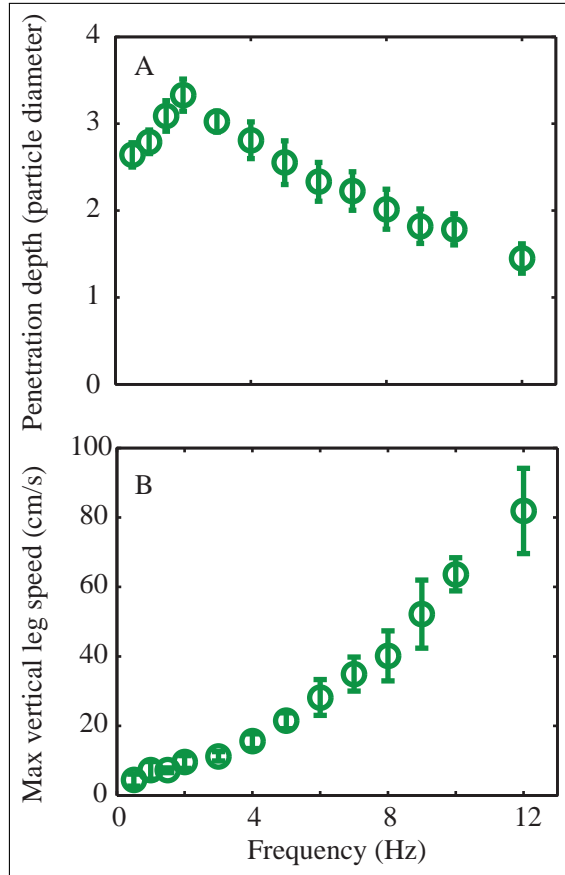 Penetration depth (particle diameter)
4
3
2
1
0
A
Max vertical leg speed (cm/s)
100
80
60
40
20
0
B
0 4 8 12
Frequency (Hz)